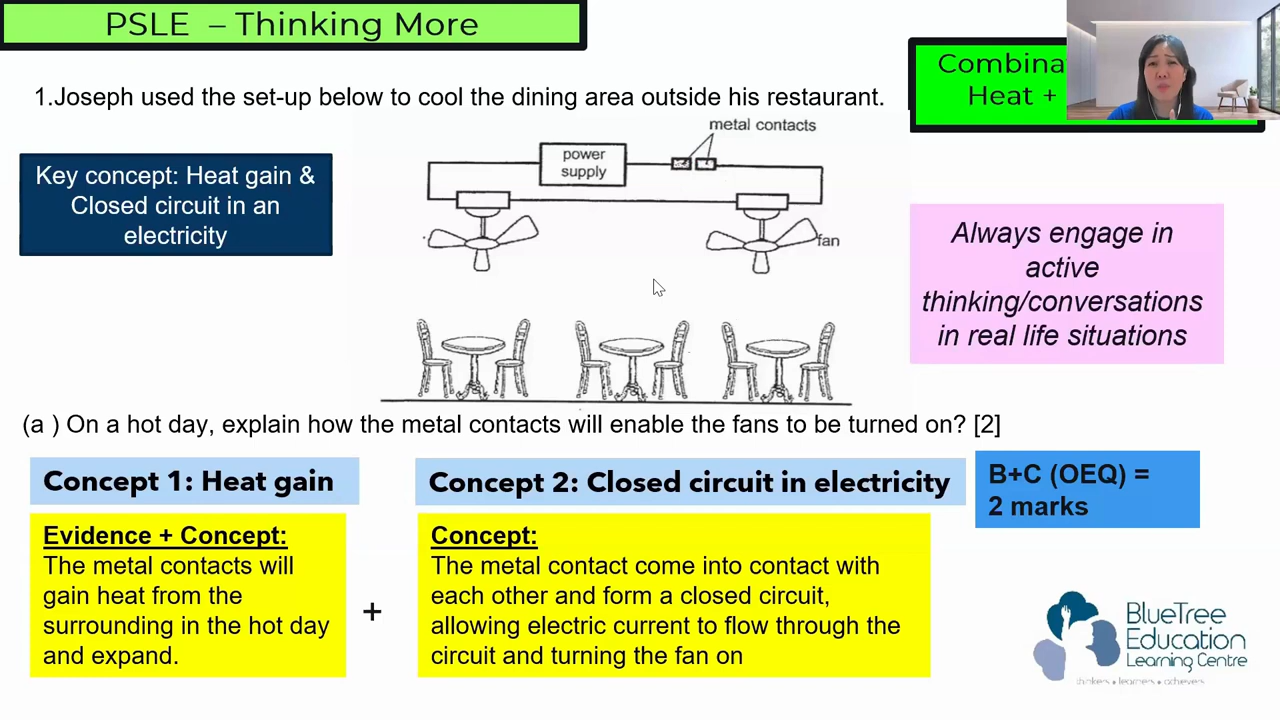 PSLE – Thinking More
Combina
Heat +
1.Joseph used the set-up below to cool the dining area outside his restaurant.
metal contacts
power
supply
fan
Key concept: Heat gain &
Closed circuit in an
electricity
Always engage in
active
thinking/conversations
in real life situations
(a ) On a hot day, explain how the metal contacts will enable the fans to be turned on? [2]
Concept 1: Heat gain
Concept 2: Closed circuit in electricity
B+C (OEQ) =
2 marks
Evidence + Concept:
The metal contacts will
gain heat from the
surrounding in the hot day
and expand.
+
Concept:
The metal contact come into contact with
each other and form a closed circuit,
allowing electric current to flow through the
circuit and turning the fan on
BlueTree
Education
Learning Centre
thinkers • learners • achievers